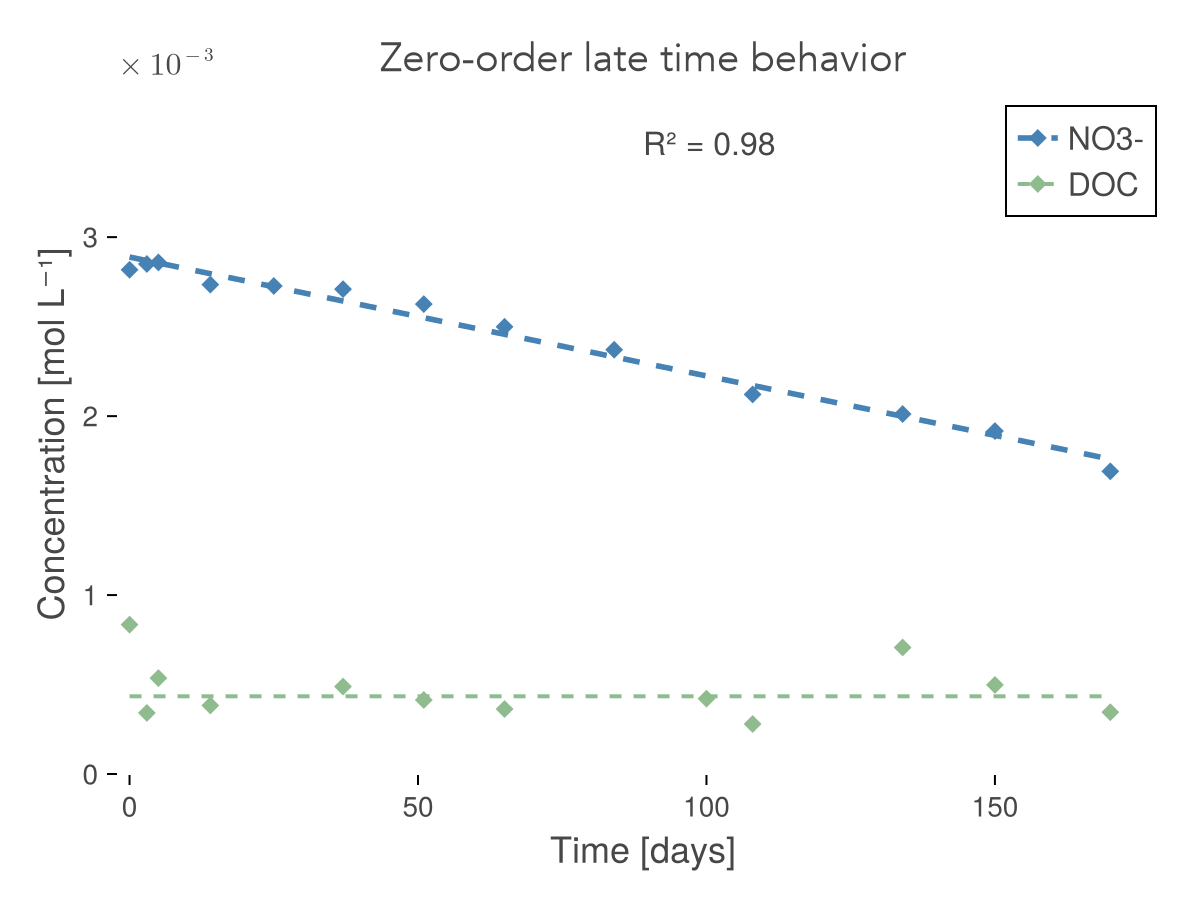 × 10⁻³
Zero-order late time behavior
R² = 0.98
NO3-
DOC
Concentration [mol L⁻¹]
3
2
1
0
0 50 100 150
Time [days]